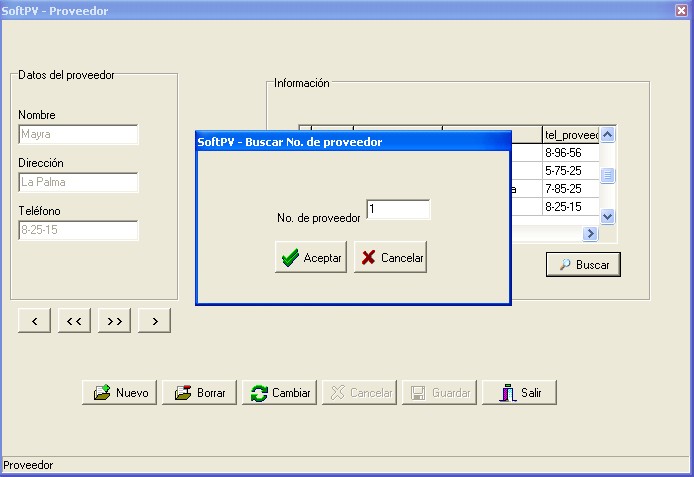 SoftPV - Proveedor
Datos del proveedor
Nombre
Mayra
Dirección
La Palma
Teléfono
8-25-15
< << >> >
Información
tel_proveed
8-96-56
5-75-25
a 7-85-25
8-25-15
Buscar
SoftPV - Buscar No. de proveedor
No. de proveedor 1
Aceptar Cancelar
Nuevo Borrar Cambiar Cancelar Guardar Salir
Proveedor